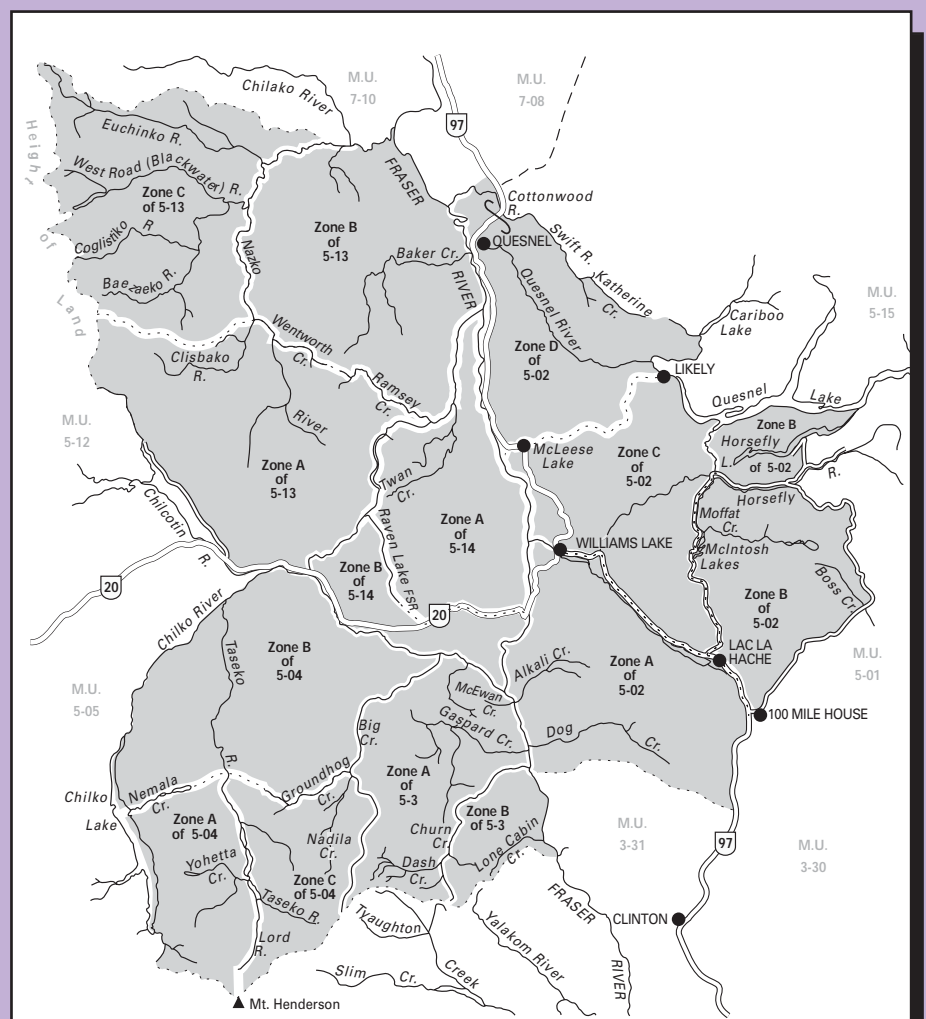 M.U.
7-10
M.U.
7-08
Chilako River
97
Height
of
Land
Euchinko R.
West Road (Blackwater) R.
Zone C
of 5-13
FRASER
Cottonwood
R.
Zone B
of
5-13
QUESNEL
Swift R.
Coglistiko
R
Nazko
Baker Cr.
RIVER
Quesnel River
Katherine
Cr.
Baezaeko R.
M.U.
5-15
Cariboo
Lake
Wentworth
Cr.
Clisbako
R.
Zone D
of
5-02
LIKELY
Ramsey
Cr.
Quesnel
Lake
M.U.
5-12
River
Zone B
of 5-02
Horsefly
L.
McLeese
Lake
Zone C
of
5-02
R.
Zone A
of
5-13
Twan
Cr.
Horsefly
Chilcotin
R.
Raven Lake FSR
Zone A
of
5-14
Moffat
Cr.
WILLIAMS LAKE
McIntosh
Lakes
20
Zone B
of
5-14
20
Boss Cr.
Zone B
of
5-02
Chilko River
Taseko
R.
Zone B
of
5-04
Alkali Cr.
Zone A
of
5-02
LAC LA
HACHE
M.U.
5-01
M.U.
5-05
McEwan
Cr.
Gaspard Cr.
Big
Cr.
Dog
Cr.
100 MILE HOUSE
Groundhog
Cr.
Zone A
of
5-3
Chilko
Lake
Nemala
Cr.
Zone A
of 5-04
Zone B
of 5-3
Churn
Cr.
Nadila
Cr.
Lone Cabin
Cr.
M.U.
3-31
97
M.U.
3-30
Yohetta
Cr.
Dash
Cr.
Zone C
of 5-04
Taseko R.
FRASER
RIVER
CLINTON
Tyaughton
Creek
Yalakom River
Lord
R.
Slim Cr.
Mt. Henderson